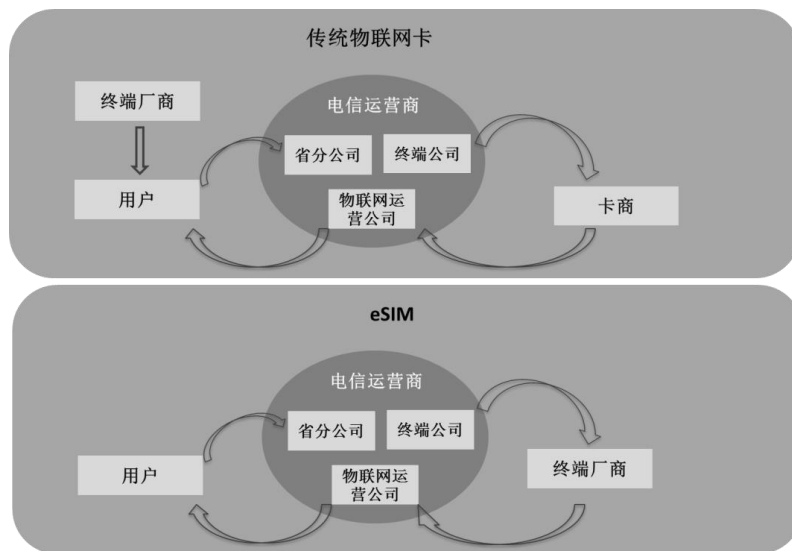 传统物联网卡
终端厂商
电信运营商
省分公司
终端公司
用户
物联网运
营公司
卡商
eSIM
电信运营商
省分公司
终端公司
用户
物联网运
营公司
终端厂商